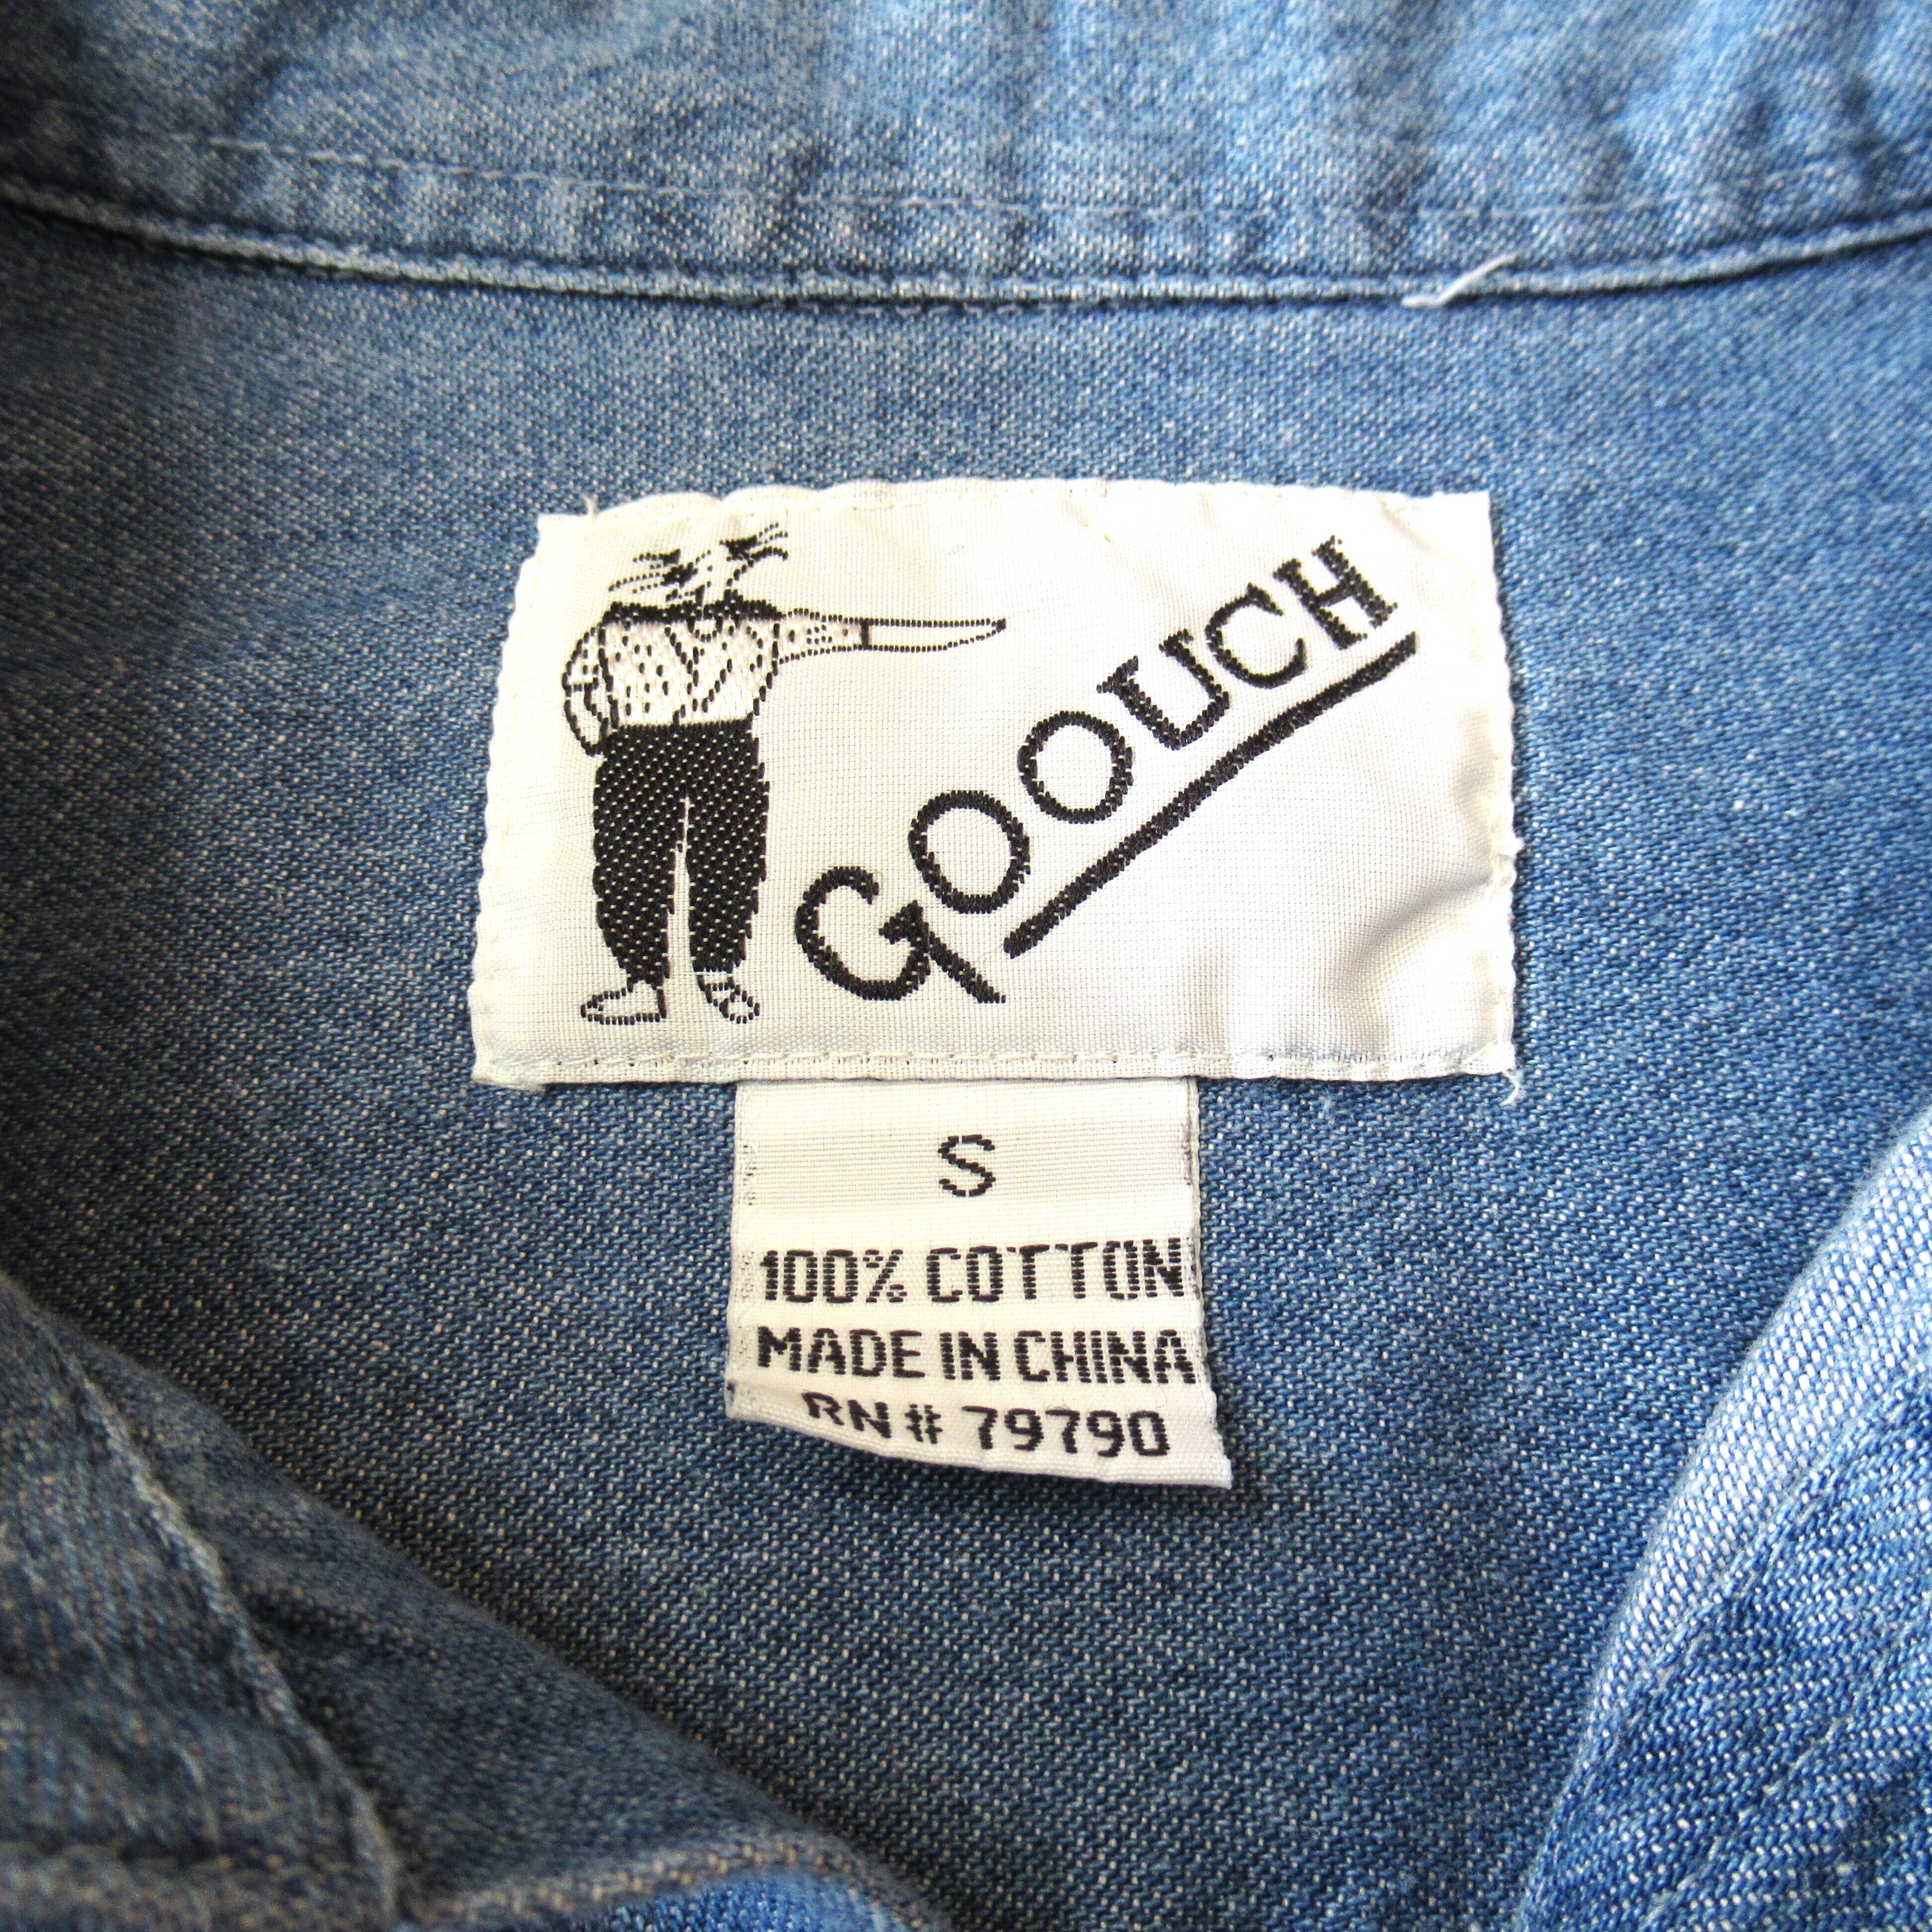 GOOUCH
S
100% COTTON
MADE IN CHINA
RN# 79790